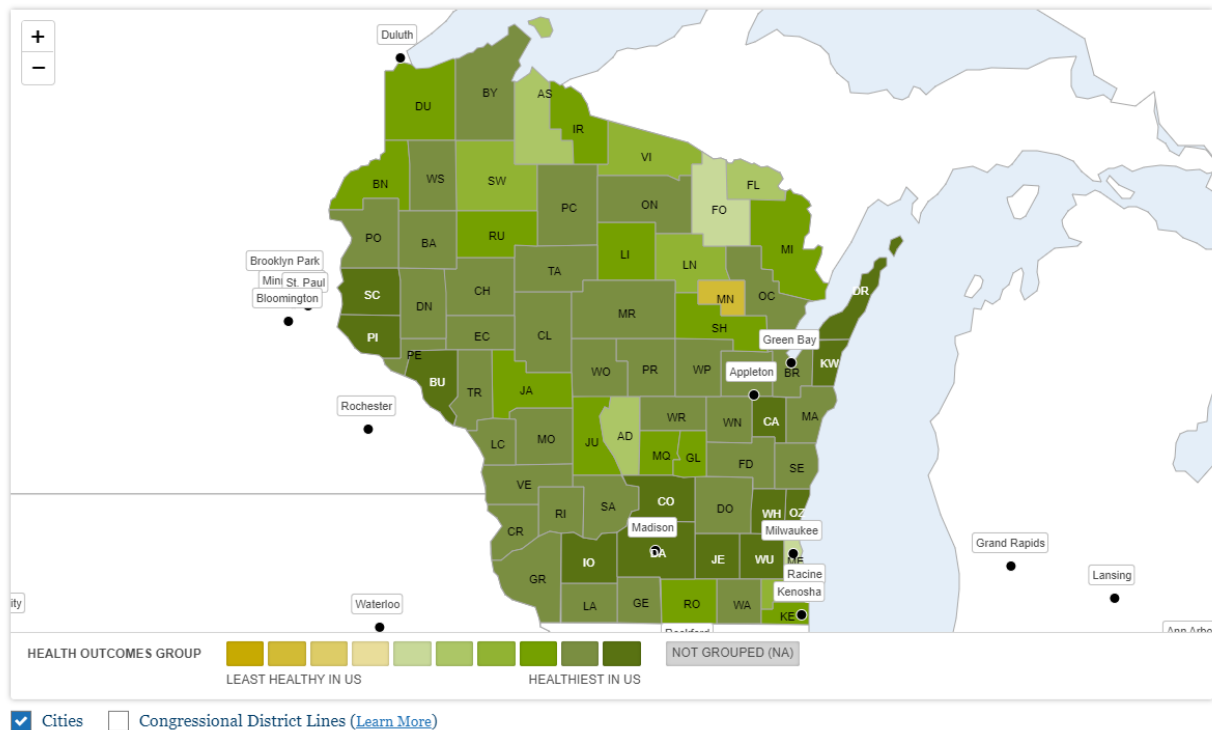 +
−
Duluth
BY
AS
DU
IR
VI
BN
WS
SW
FL
PC
ON
FO
PO
BA
RU
LI
LN
MI
Brooklyn Park
St. Paul
Bloomington
TA
SC
DN
CH
MN
OC
DR
MR
CL
SH
PI
EC
Green Bay
PE
KW
BU
WO
PR
WP
Appleton
BR
TR
JA
Rochester
WR
WN
CA
MA
LC
MO
JU
AD
MQ
GL
FD
SE
VE
SA
CO
DO
WH
OZ
RI
CR
Madison
Milwaukee
Grand Rapids
IO
DA
JE
WU
Racine
Lansing
GR
Kenosha
LA
GE
RO
WA
KE
ity
Waterloo
HEALTH OUTCOMES GROUP
NOT GROUPED (NA)
LEAST HEALTHY IN US
HEALTHIEST IN US
Cities
Congressional District Lines (Learn More)